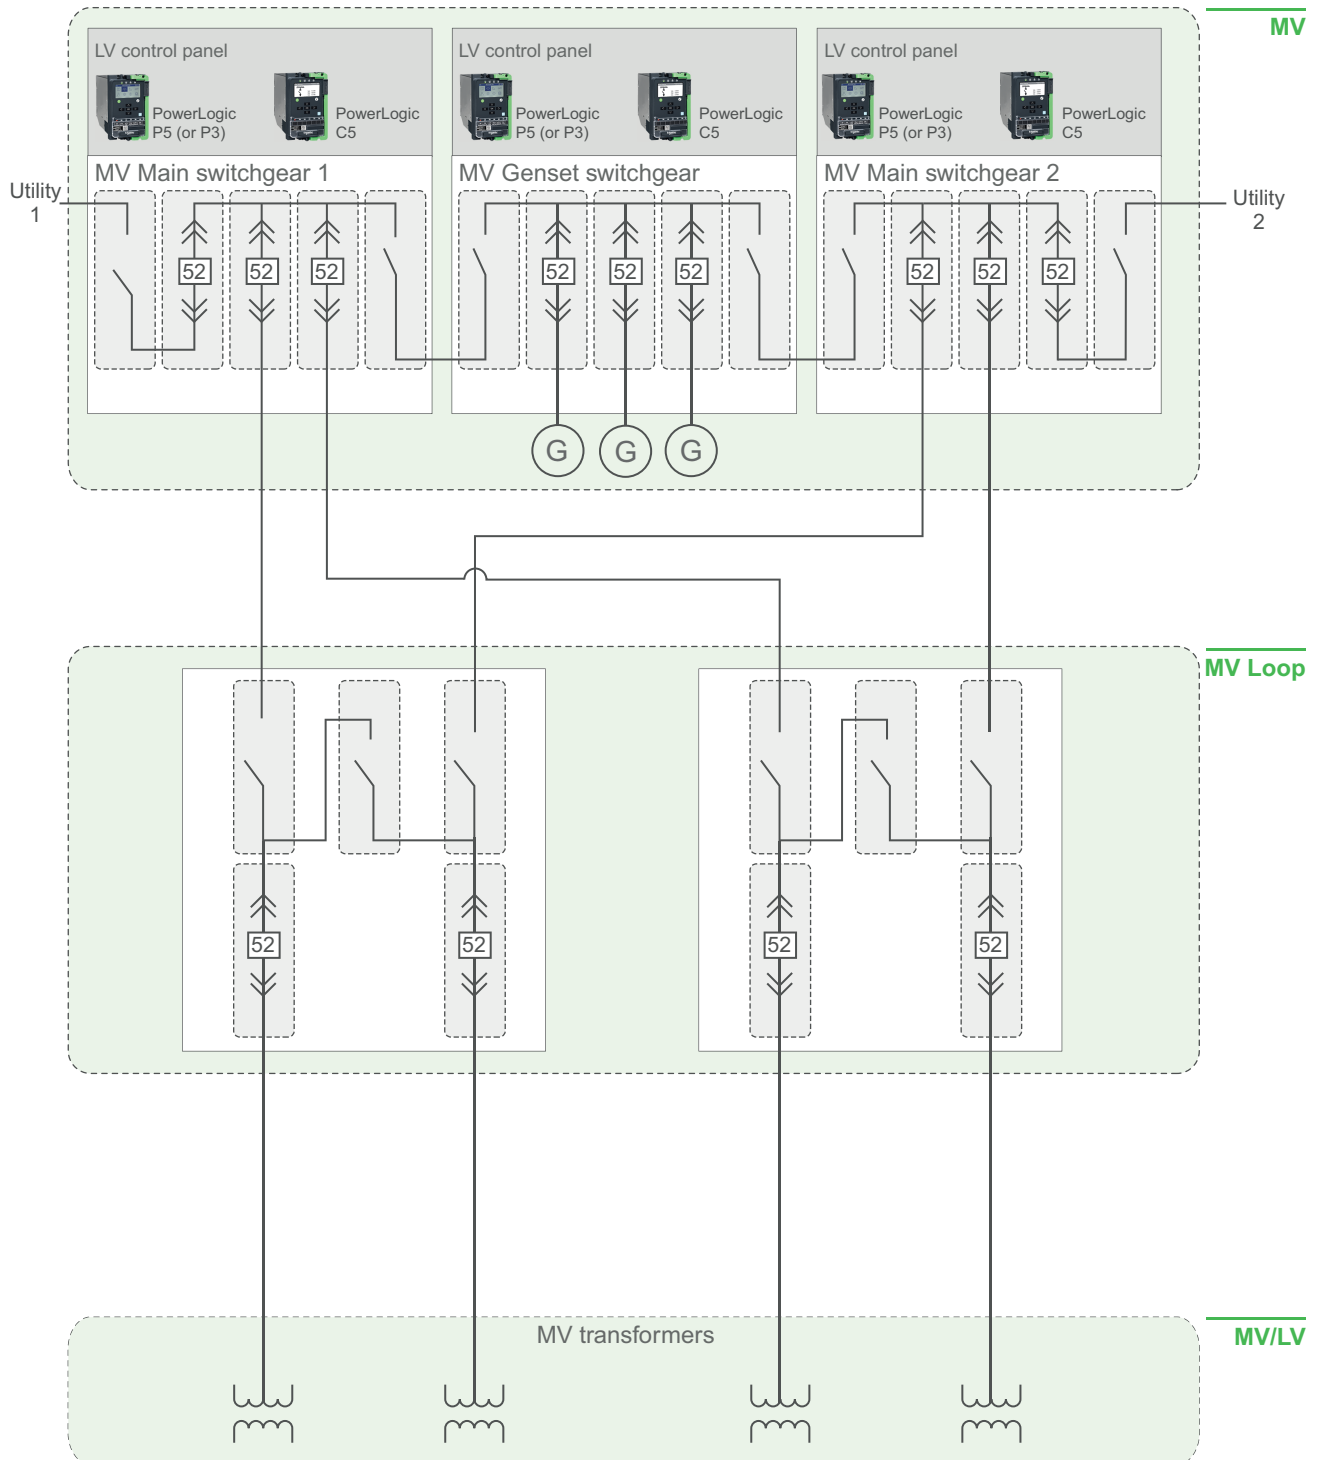 MV
LV control panel
PowerLogic
P5 (or P3)
PowerLogic
C5
LV control panel
PowerLogic
P5 (or P3)
PowerLogic
C5
LV control panel
PowerLogic
P5 (or P3)
PowerLogic
C5
MV Main switchgear 1
MV Genset switchgear
MV Main switchgear 2
Utility
1
Utility
2
52
52
52
52
52
52
52
52
52
G
G
G
MV Loop
52
52
52
52
MV transformers
MV/LV